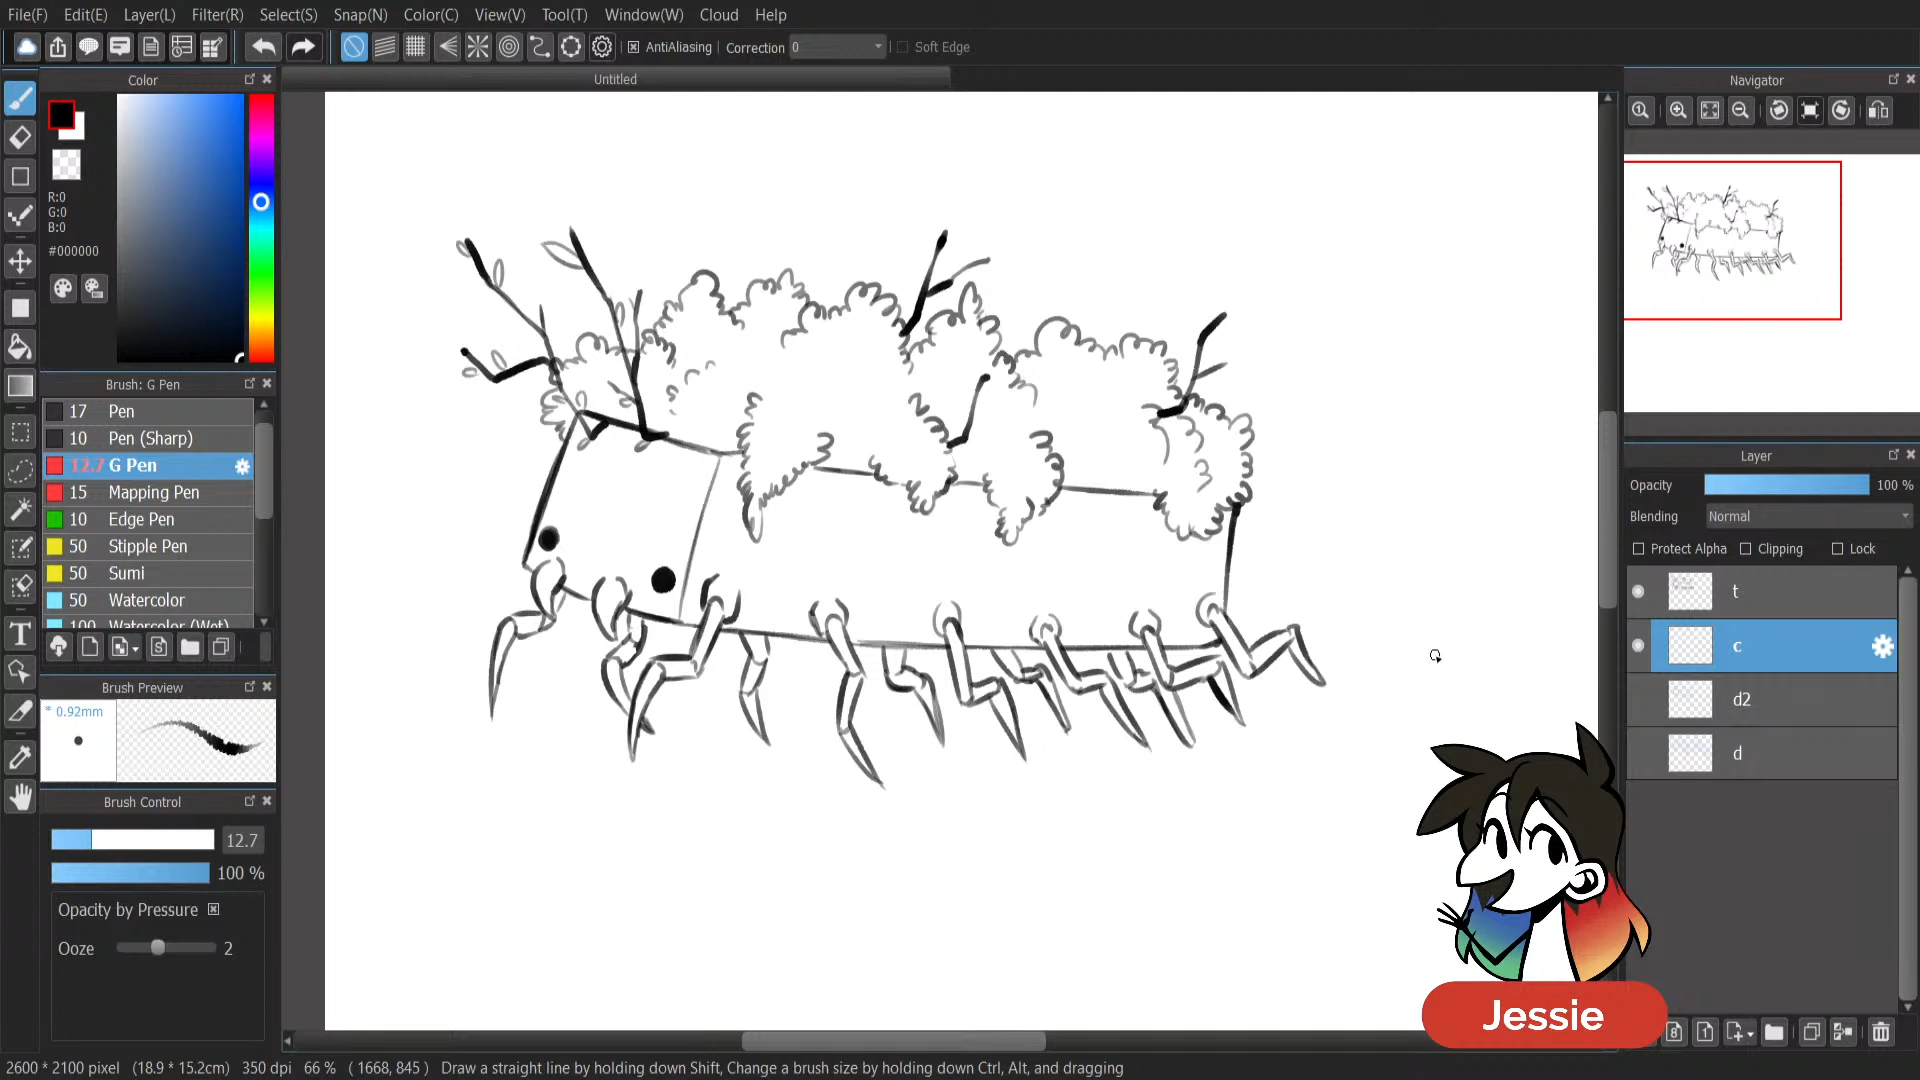 File(F) Edit(E) Layer(L) Filter(R) Select(S) Snap(N) Color(C) View(V) Tool(T) Window(W) Cloud Help
AntiAliasing Correction 0 Soft Edge
Color
Untitled
Navigator
R:0
G:0
B:0
#000000
Brush: G Pen
17 Pen
10 Pen (Sharp)
12.7 G Pen
15 Mapping Pen
10 Edge Pen
50 Stipple Pen
50 Sumi
50 Watercolor
100 Watercolor (Wet)
Brush Preview
* 0.92mm
Brush Control
12.7
100 %
Opacity by Pressure
Ooze 2
Layer
Opacity 100 %
Blending Normal
Protect Alpha Clipping Lock
t
c
d2
d
Jessie
2600 * 2100 pixel (18.9 * 15.2cm) 350 dpi 66 % ( 1668, 845 ) Draw a straight line by holding down Shift, Change a brush size by holding down Ctrl, Alt, and dragging